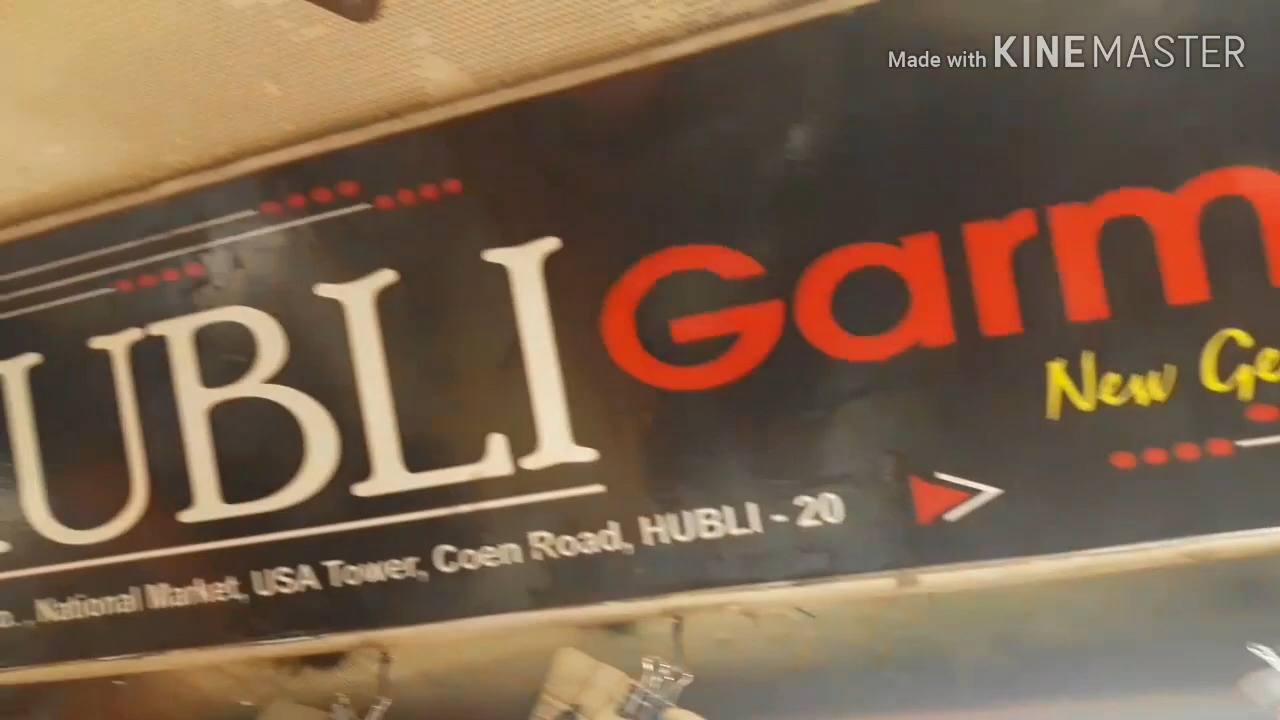 Made with KINEMASTER
UBLI Garm
New Ge
National Market, USA Tower, Coen Road, HUBLI - 20